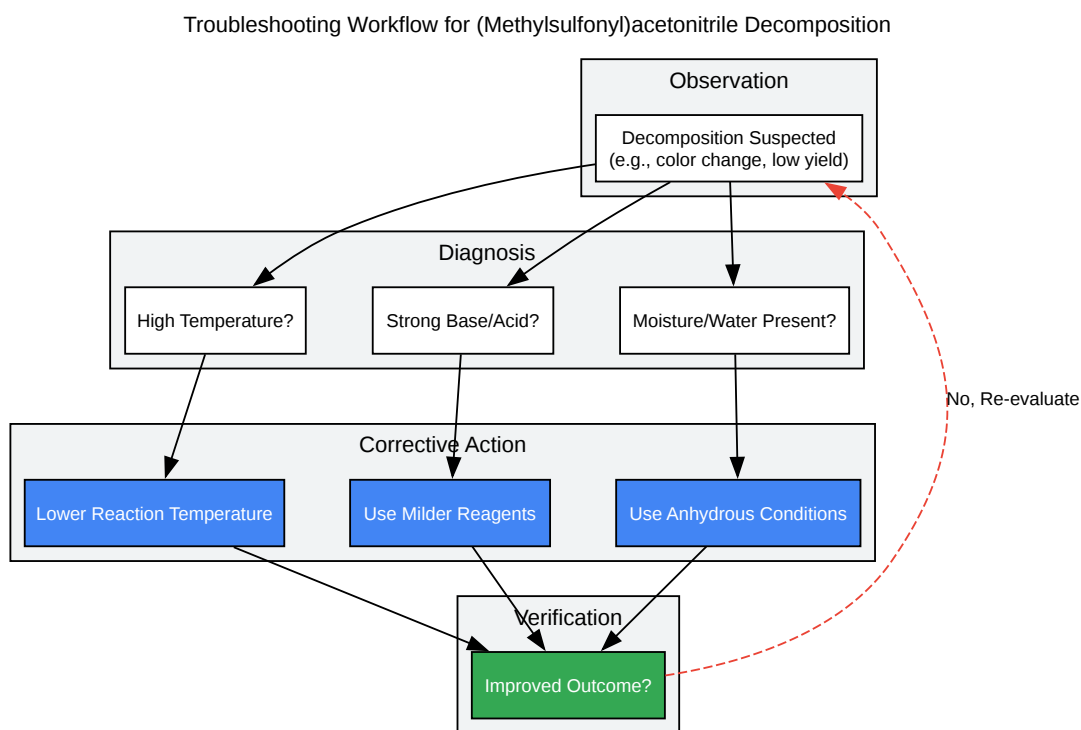 Troubleshooting Workflow for (Methylsulfonyl)acetonitrile Decomposition
Observation
Decomposition Suspected
(e.g., color change, low yield)
Diagnosis
High Temperature?
Strong Base/Acid?
Moisture/Water Present?
No, Re-evaluate
Corrective Action
Lower Reaction Temperature
Use Milder Reagents
Use Anhydrous Conditions
Verification
Improved Outcome?